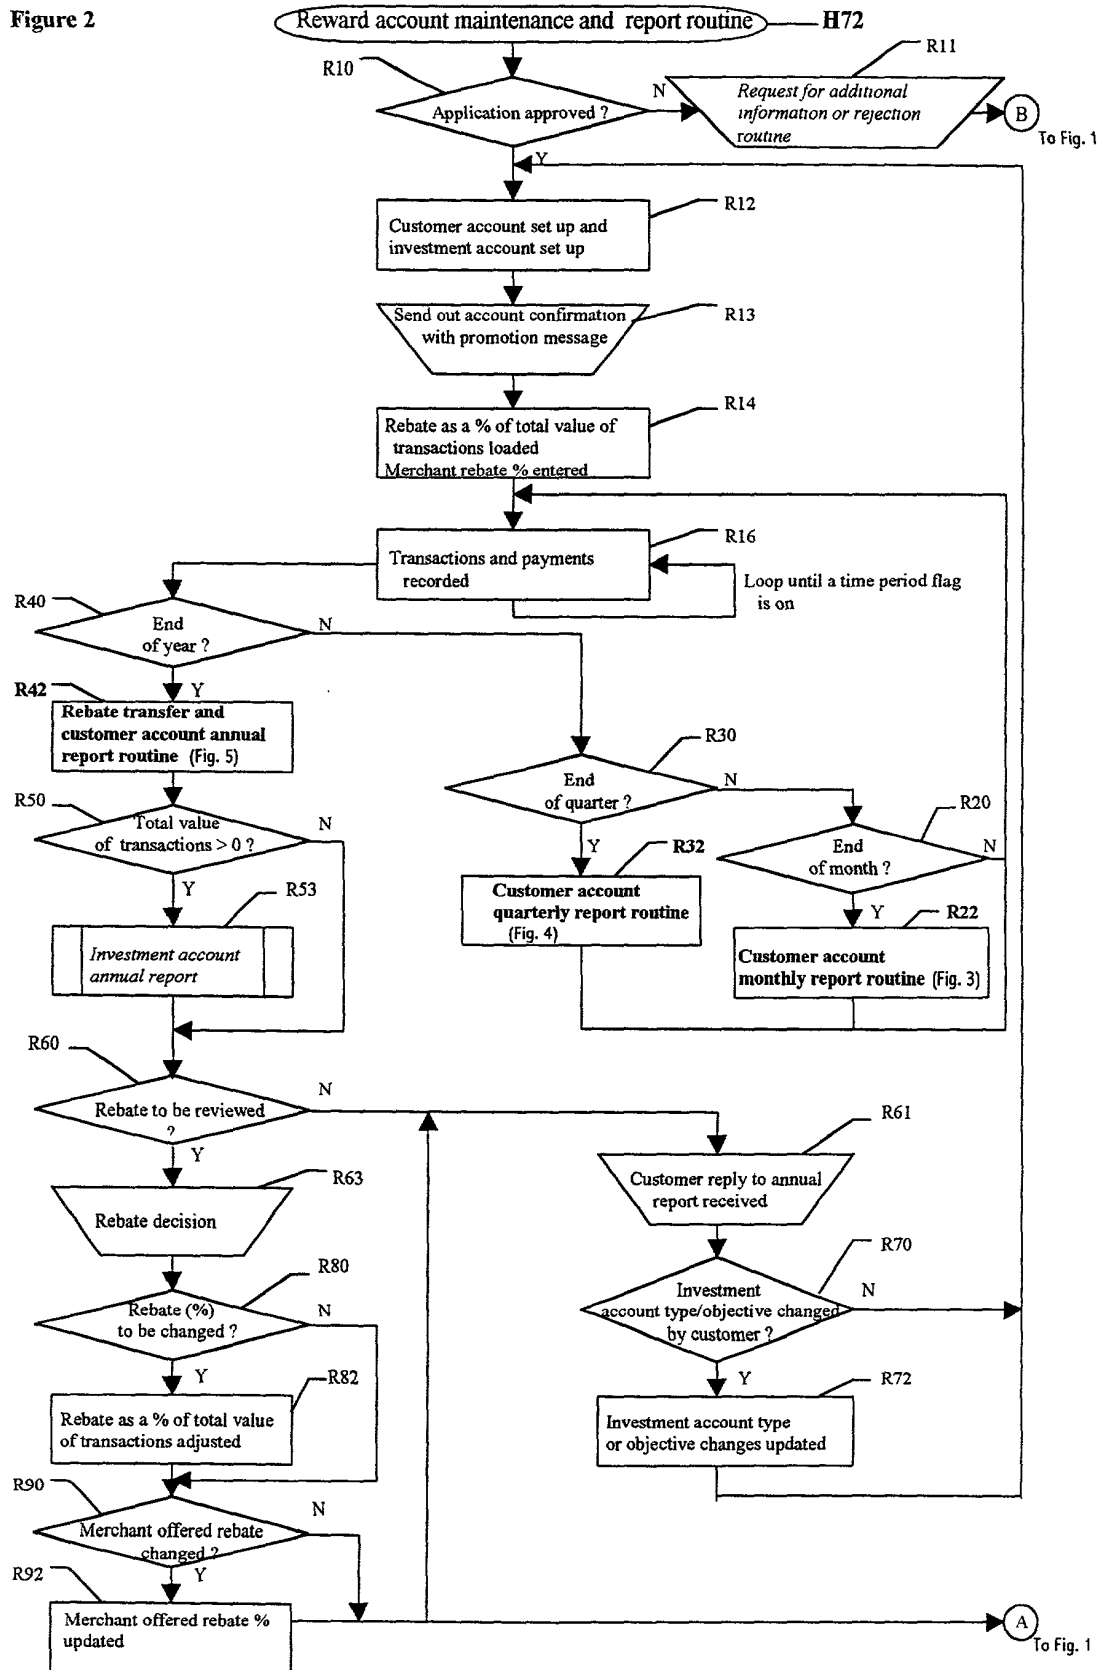 Figure 2
Reward account maintenance and report routine
H72
R10
R11
Application approved ?
N
Request for additional
information or rejection
routine
B
To Fig. 1
Y
R12
Customer account set up and
investment account set up
R13
Send out account confirmation
with promotion message
R14
Rebate as a % of total value of
transactions loaded
Merchant rebate % entered
R16
Transactions and payments
recorded
Loop until a time period flag
is on
R40
End
of year ?
N
Y
R42
Rebate transfer and
customer account annual
report routine (Fig. 5)
R30
End
of quarter ?
N
Y
R20
End
of month ?
N
Y
R50
Total value
of transactions > 0 ?
N
Y
R32
Customer account
quarterly report routine
(Fig. 4)
R22
Customer account
monthly report routine (Fig. 3)
R53
Investment account
annual report
R60
Rebate to be reviewed
?
N
Y
R61
Customer reply to annual
report received
R63
Rebate decision
R70
Investment
account type/objective changed
by customer ?
N
Y
R80
Rebate (%)
to be changed ?
N
Y
R72
Investment account type
or objective changes updated
R82
Rebate as a % of total value
of transactions adjusted
R90
Merchant offered rebate
changed ?
N
Y
R92
Merchant offered rebate %
updated
A
To Fig. 1